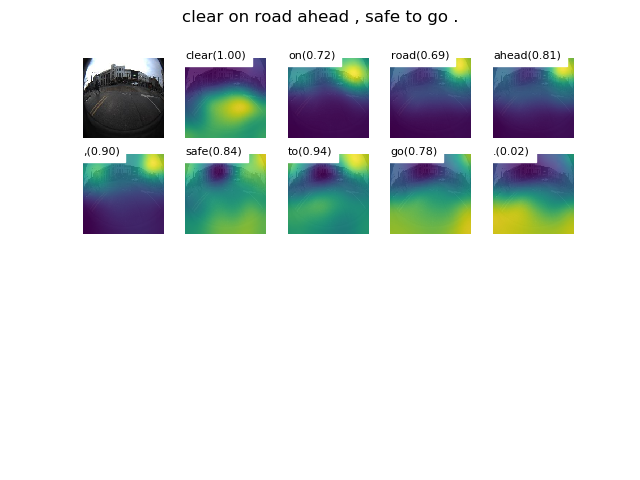 clear on road ahead , safe to go .
clear(1.00) on(0.72) road(0.69) ahead(0.81)
,(0.90) safe(0.84) to(0.94) go(0.78) .(0.02)